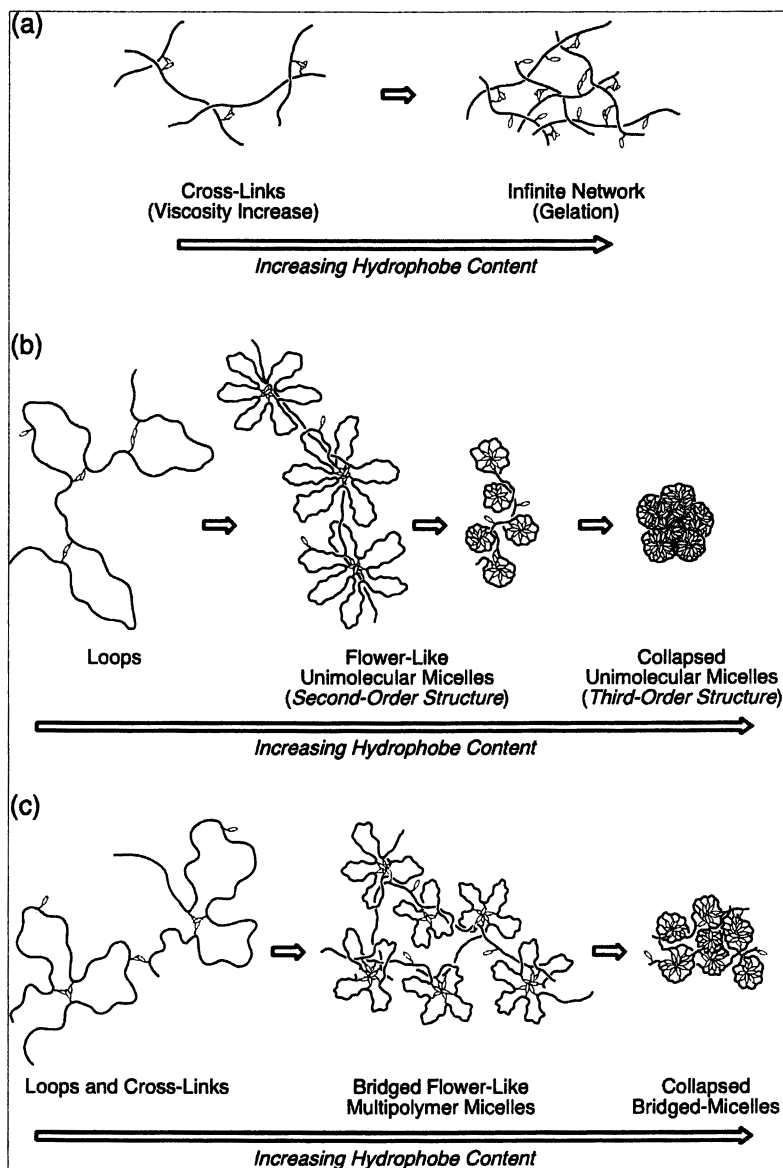 (a)
Cross-Links
(Viscosity Increase)
Infinite Network
(Gelation)
Increasing Hydrophobe Content
(b)
Loops
Flower-Like
Unimolecular Micelles
(Second-Order Structure)
Collapsed
Unimolecular Micelles
(Third-Order Structure)
Increasing Hydrophobe Content
(c)
Loops and Cross-Links
Bridged Flower-Like
Multipolymer Micelles
Collapsed
Bridged-Micelles
Increasing Hydrophobe Content